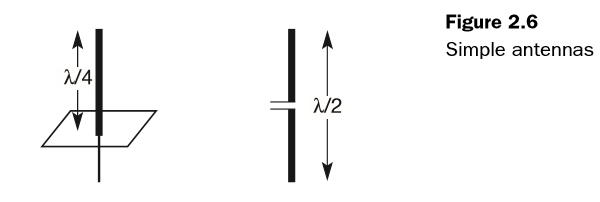 Figure 2.6
Simple antennas
λ/4
λ/2